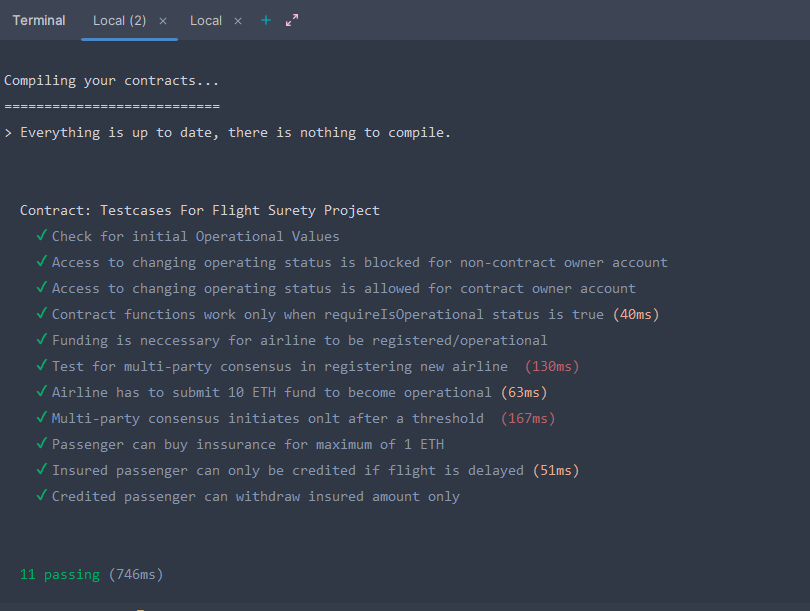 Terminal Local (2) × Local × +
Compiling your contracts...
===========================
> Everything is up to date, there is nothing to compile.
Contract: Testcases For Flight Surety Project
✓ Check for initial Operational Values
✓ Access to changing operating status is blocked for non-contract owner account
✓ Access to changing operating status is allowed for contract owner account
✓ Contract functions work only when requireIsOperational status is true (40ms)
✓ Funding is neccessary for airline to be registered/operational
✓ Test for multi-party consensus in registering new airline (130ms)
✓ Airline has to submit 10 ETH fund to become operational (63ms)
✓ Multi-party consensus initiates onlt after a threshold (167ms)
✓ Passenger can buy inssurance for maximum of 1 ETH
✓ Insured passenger can only be credited if flight is delayed (51ms)
✓ Credited passenger can withdraw insured amount only
11 passing (746ms)